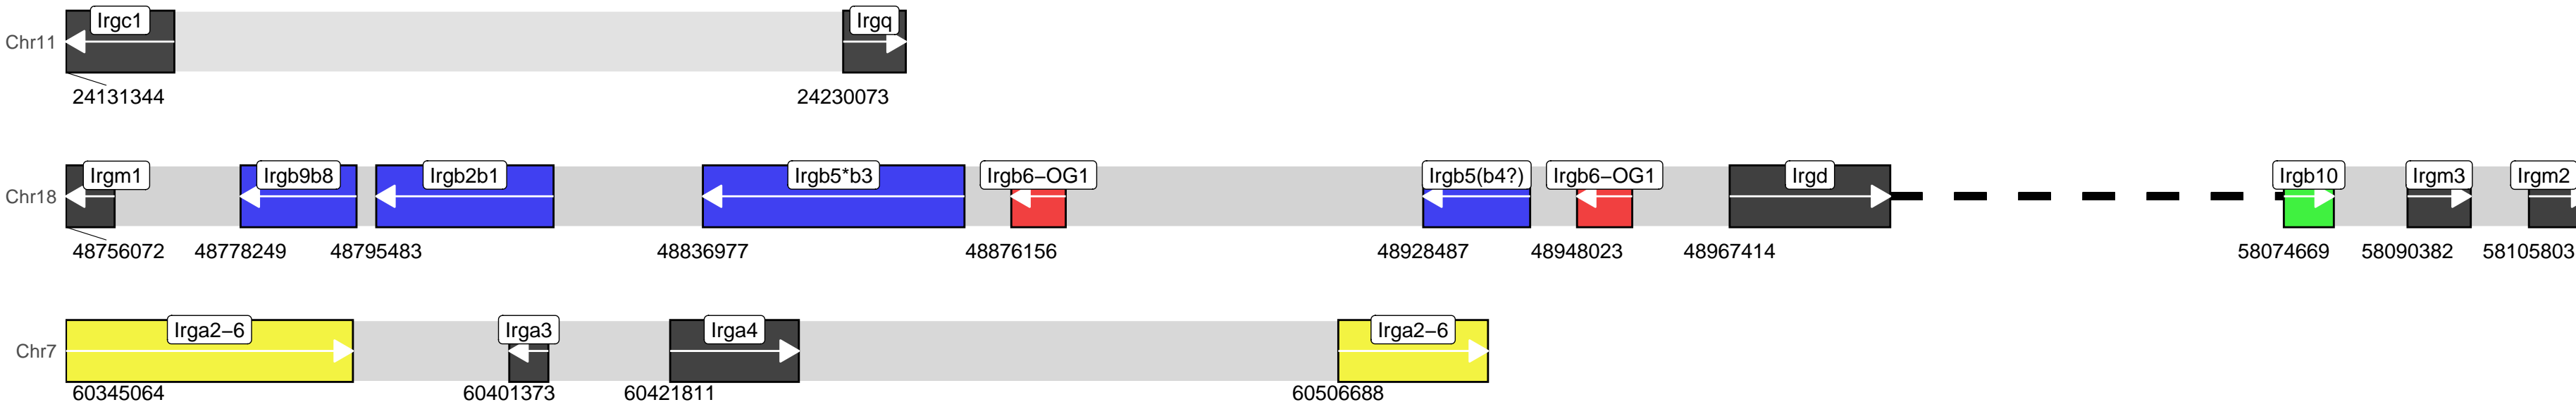 Irgc1 Irgq
Chr11
24131344 24230073
Irgm1 Irgb9b8 Irgb2b1 Irgb5*b3 Irgb6−OG1 Irgb5(b4?) Irgb6−OG1 Irgd Irgb10 Irgm3 Irgm2
Chr18
48756072 48778249 48795483 48836977 48876156 48928487 48948023 48967414 58074669 58090382 58105803
Irga2−6 Irga3 Irga4 Irga2−6
Chr7
60345064 60401373 60421811 60506688